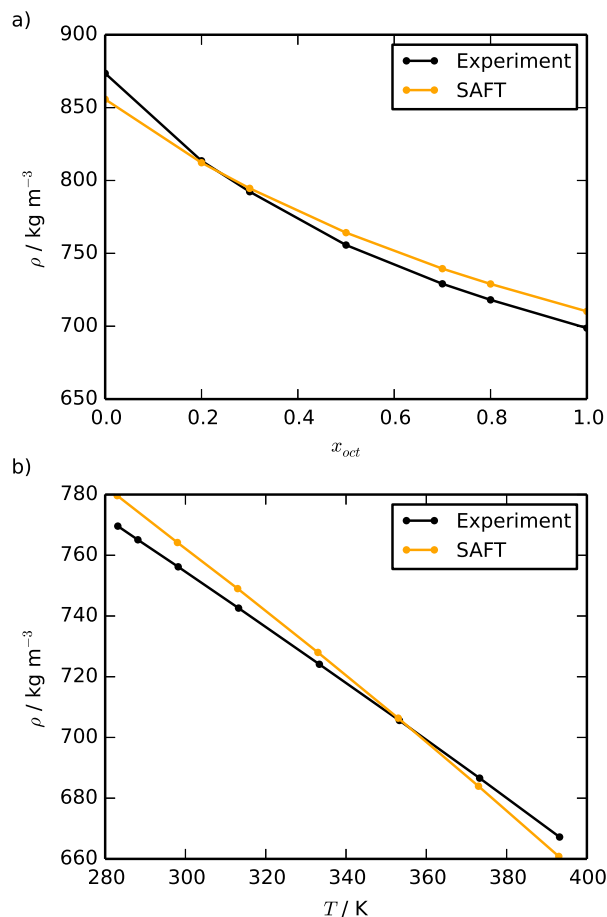 a)
900
850
800
750
700
650
ρ / kg m⁻³
Experiment
SAFT
0.0 0.2 0.4 0.6 0.8 1.0
x_{oct}
b)
780
760
740
720
700
680
660
ρ / kg m⁻³
Experiment
SAFT
280 300 320 340 360 380 400
T / K